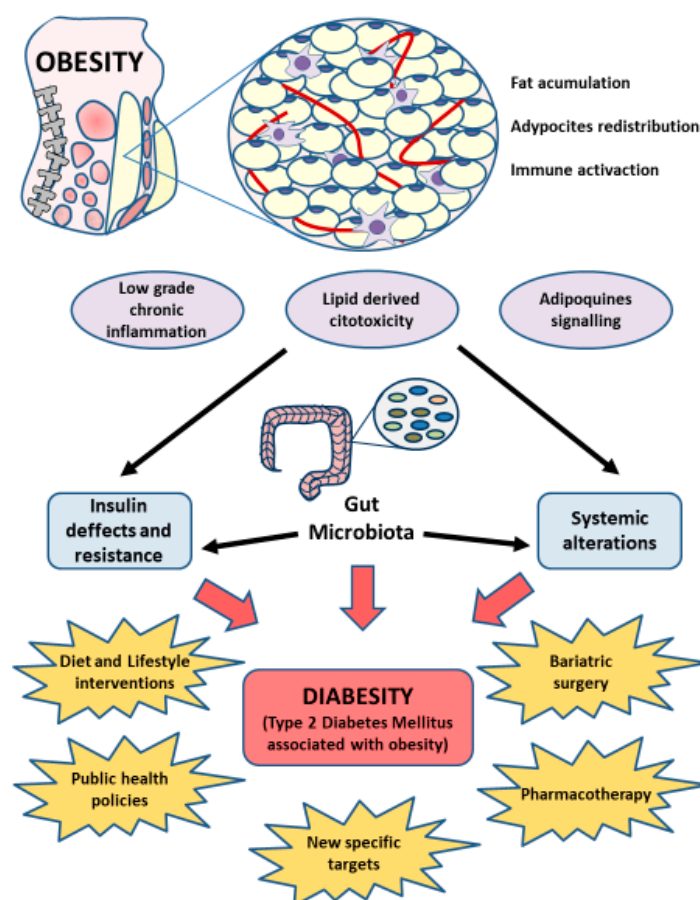 OBESITY
Fat acumulation
Adypocites redistribution
Immune activaction
Low grade
chronic
inflammation
Lipid derived
citotoxicity
Adipoquines
signalling
Insulin
deffects and
resistance
Gut
Microbiota
Systemic
alterations
Diet and Lifestyle
interventions
Bariatric
surgery
DIABESITY
(Type 2 Diabetes Mellitus
associated with obesity)
Public health
policies
Pharmacotherapy
New specific
targets